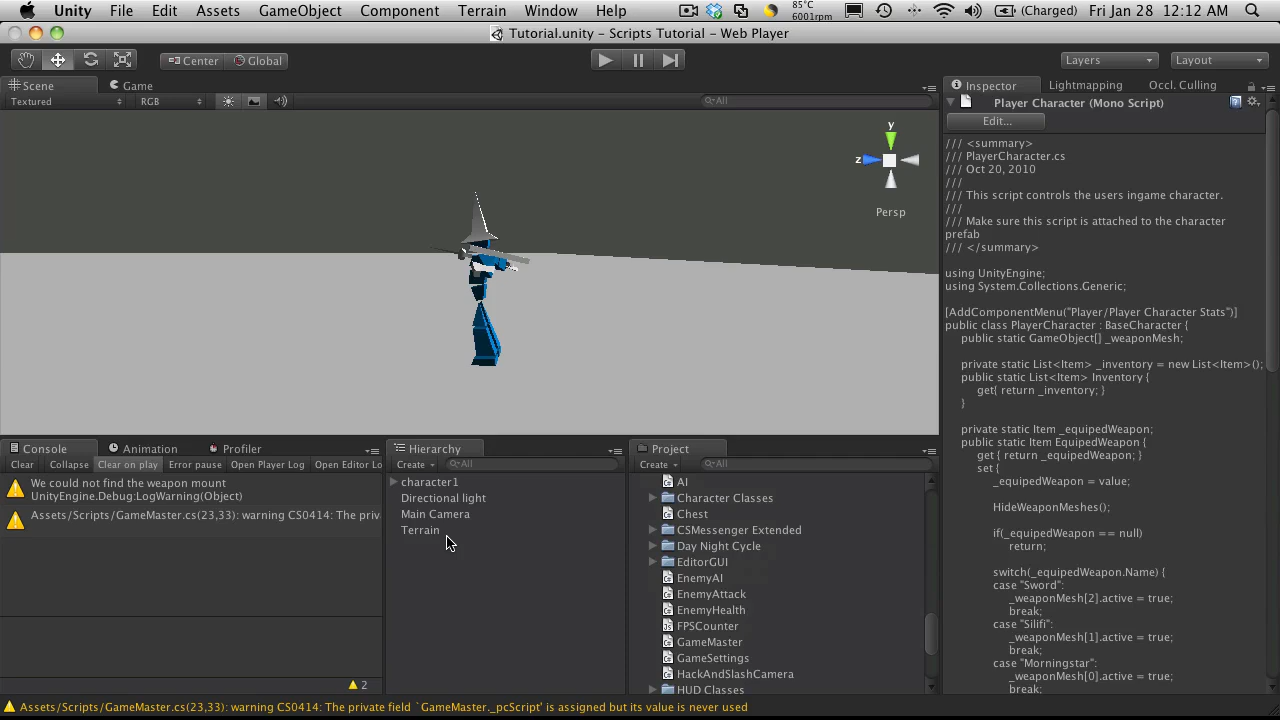 Unity File Edit Assets GameObject Component Terrain Window Help 85°C 6001rpm (Charged) Fri Jan 28 12:12 AM
Tutorial.unity – Scripts Tutorial – Web Player
Center Global Layers Layout
Scene Game
Textured RGB All
y
z
Persp
Inspector Lightmapping Occl. Culling
Player Character (Mono Script)
Edit...
/// <summary>
/// PlayerCharacter.cs
/// Oct 20, 2010
///
/// This script controls the users ingame character.
///
/// Make sure this script is attached to the character
prefab
/// </summary>
using UnityEngine;
using System.Collections.Generic;
[AddComponentMenu("Player/Player Character Stats")]
public class PlayerCharacter : BaseCharacter {
public static GameObject[] _weaponMesh;
private static List<Item> _inventory = new List<Item>();
public static List<Item> Inventory {
get{ return _inventory; }
}
private static Item _equipedWeapon;
public static Item EquipedWeapon {
get { return _equipedWeapon; }
set {
_equipedWeapon = value;
HideWeaponMeshes();
if(_equipedWeapon == null)
return;
switch(_equipedWeapon.Name) {
case "Sword":
_weaponMesh[2].active = true;
break;
case "Silifi":
_weaponMesh[1].active = true;
break;
case "Morningstar":
_weaponMesh[0].active = true;
break;
Console Animation Profiler
Clear Collapse Clear on play Error pause Open Player Log Open Editor Lo
We could not find the weapon mount
UnityEngine.Debug:LogWarning(Object)
Assets/Scripts/GameMaster.cs(23,33): warning CS0414: The priv
2
Hierarchy
Create All
character1
Directional light
Main Camera
Terrain
Project
Create All
AI
Character Classes
Chest
CSMessenger Extended
Day Night Cycle
EditorGUI
EnemyAI
EnemyAttack
EnemyHealth
FPSCounter
GameMaster
GameSettings
HackAndSlashCamera
HUD Classes
Assets/Scripts/GameMaster.cs(23,33): warning CS0414: The private field `GameMaster._pcScript' is assigned but its value is never used